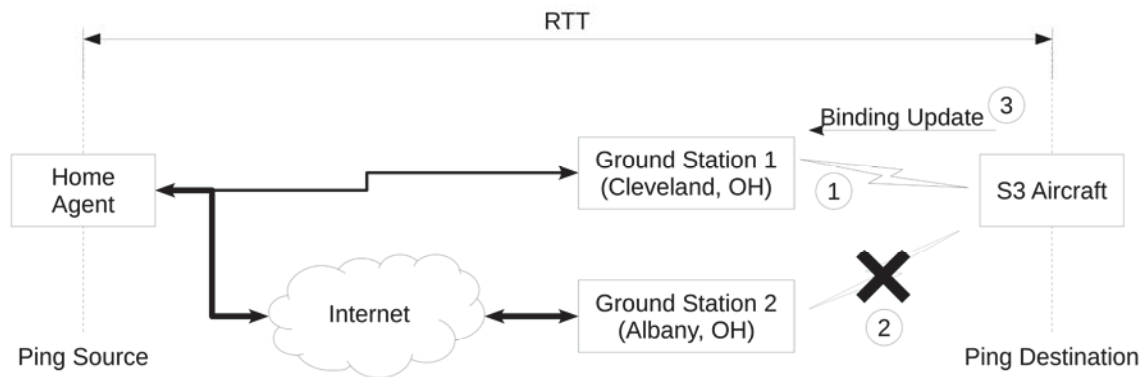 RTT
3
Binding Update
Home
Agent
Ground Station 1
(Cleveland, OH)
1
S3 Aircraft
Internet
Ground Station 2
(Albany, OH)
2
Ping Source
Ping Destination